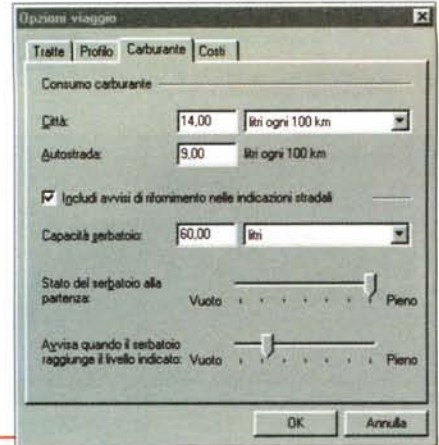 Opzioni viaggio
Tratte Profilo Carburante Costi
Consumo carburante
Città: 14,00 litri ogni 100 km
Autostrada: 9,00 litri ogni 100 km
Includi avvisi di rifornimento nelle indicazioni stradali
Capacità serbatoio: 60,00 litri
Stato del serbatoio alla
partenza: Vuoto Pieno
Avvisa quando il serbatoio
raggiunge il livello indicato: Vuoto Pieno
OK Annulla